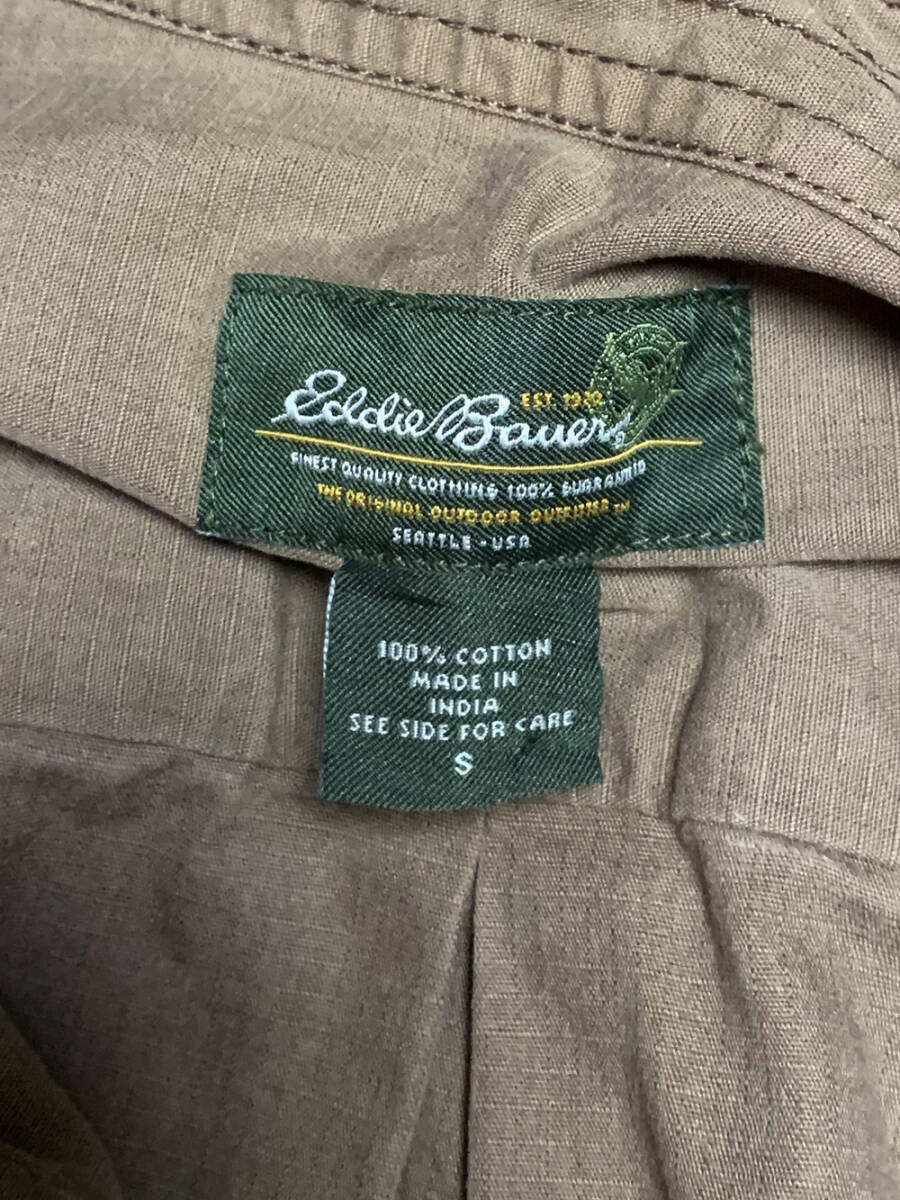 EST. 1920
Eddie Bauer®
FINEST QUALITY CLOTHING 100% GUARANTEED
THE ORIGINAL OUTDOOR OUTFITTER™
SEATTLE · USA
100% COTTON
MADE IN
INDIA
SEE SIDE FOR CARE
S